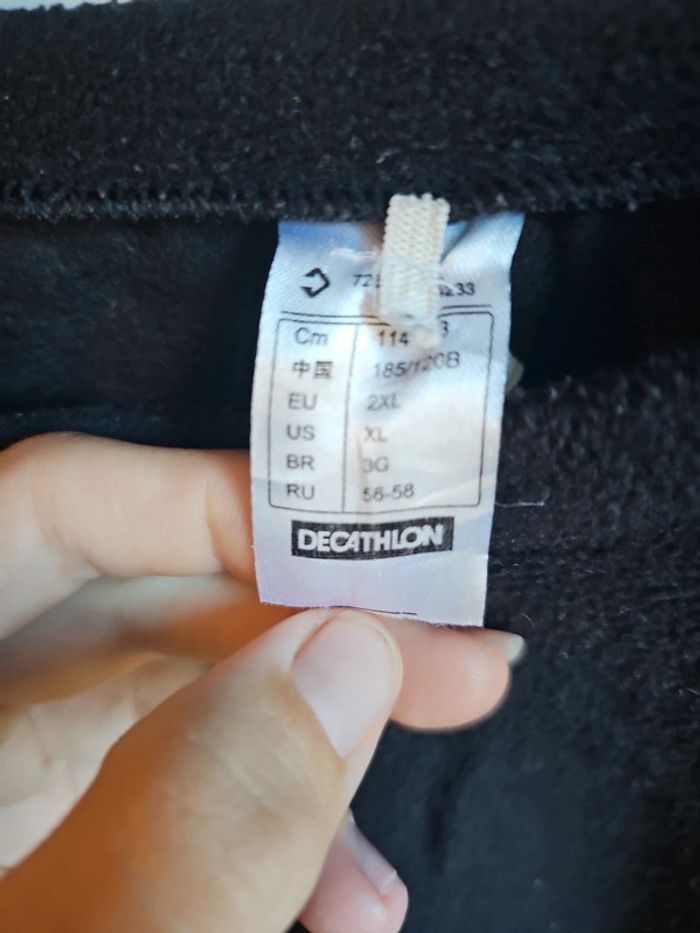 Cm 114
中国 185/120B
EU 2XL
US XL
BR 3G
RU 56-58
DECATHLON